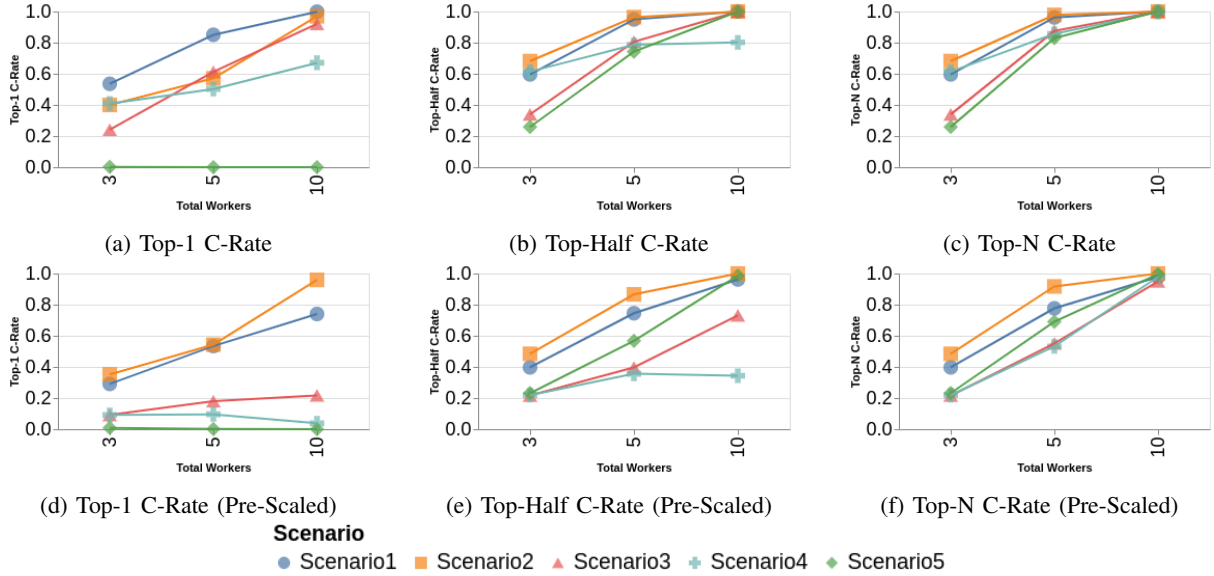 1.0
0.8
0.6
0.4
0.2
0.0
Top-1 C-Rate
3
5
10
Total Workers
(a) Top-1 C-Rate
1.0
0.8
0.6
0.4
0.2
0.0
Top-Half C-Rate
3
5
10
Total Workers
(b) Top-Half C-Rate
1.0
0.8
0.6
0.4
0.2
0.0
Top-N C-Rate
3
5
10
Total Workers
(c) Top-N C-Rate
1.0
0.8
0.6
0.4
0.2
0.0
Top-1 C-Rate
3
5
10
Total Workers
(d) Top-1 C-Rate (Pre-Scaled)
1.0
0.8
0.6
0.4
0.2
0.0
Top-Half C-Rate
3
5
10
Total Workers
(e) Top-Half C-Rate (Pre-Scaled)
1.0
0.8
0.6
0.4
0.2
0.0
Top-N C-Rate
3
5
10
Total Workers
(f) Top-N C-Rate (Pre-Scaled)
Scenario
Scenario1 Scenario2 Scenario3 Scenario4 Scenario5